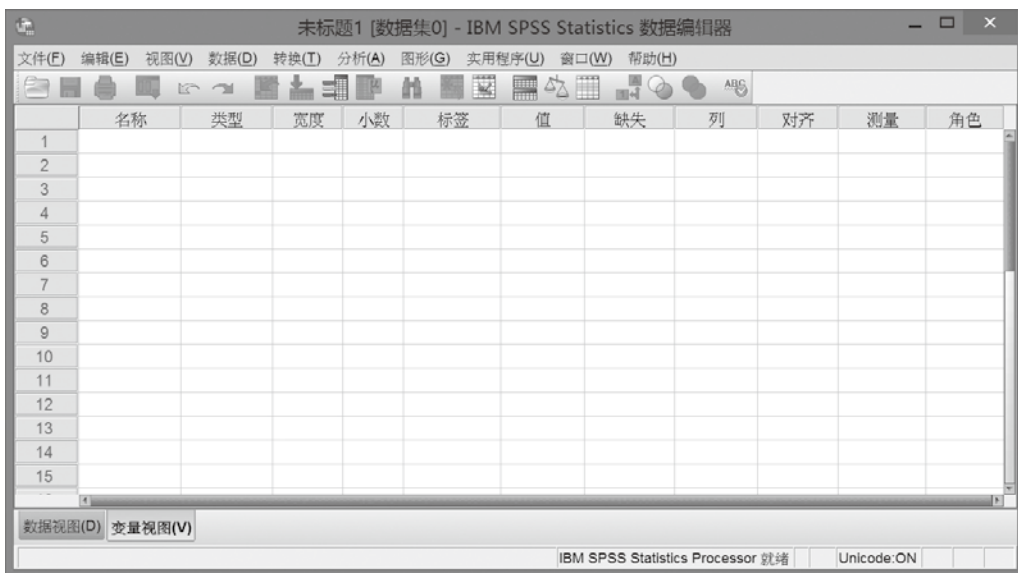 未标题1 [数据集0] - IBM SPSS Statistics 数据编辑器
文件(F) 编辑(E) 视图(V) 数据(D) 转换(T) 分析(A) 图形(G) 实用程序(U) 窗口(W) 帮助(H)
ABC
名称 类型 宽度 小数 标签 值 缺失 列 对齐 测量 角色
1
2
3
4
5
6
7
8
9
10
11
12
13
14
15
数据视图(D) 变量视图(V)
IBM SPSS Statistics Processor 就绪 Unicode:ON